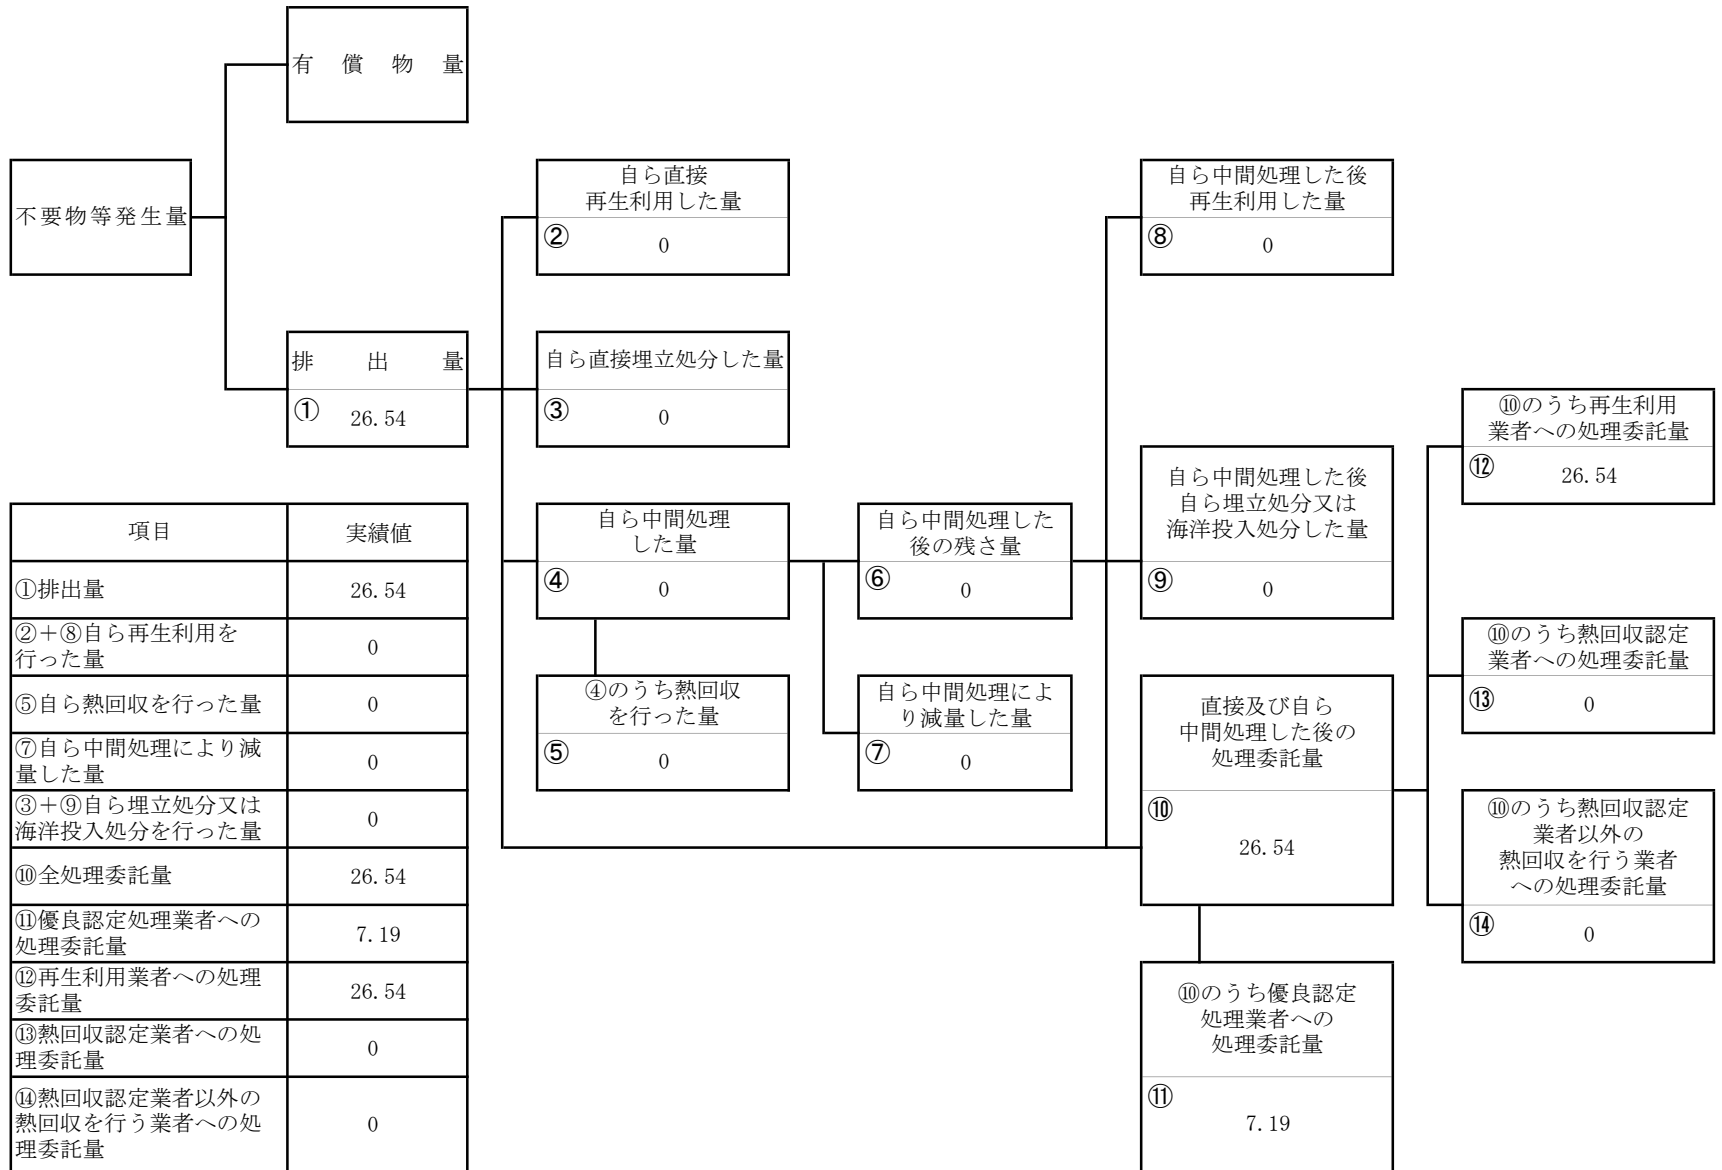 有償物量
不要物等発生量
排出量
①
26.54
自ら直接
再生利用した量
②
0
自ら直接埋立処分した量
③
0
自ら中間処理
した量
④
0
④のうち熱回収
を行った量
⑤
0
自ら中間処理した
後の残さ量
⑥
0
自ら中間処理によ
り減量した量
⑦
0
自ら中間処理した後
再生利用した量
⑧
0
自ら中間処理した後
自ら埋立処分又は
海洋投入処分した量
⑨
0
直接及び自ら
中間処理した後の
処理委託量
⑩
26.54
⑩のうち優良認定
処理業者への
処理委託量
⑪
7.19
⑩のうち再生利用
業者への処理委託量
⑫
26.54
⑩のうち熱回収認定
業者への処理委託量
⑬
0
⑩のうち熱回収認定
業者以外の
熱回収を行う業者
への処理委託量
⑭
0
項目 実績値
①排出量 26.54
②+⑧自ら再生利用を
行った量
0
⑤自ら熱回収を行った量 0
⑦自ら中間処理により減
量した量
0
③+⑨自ら埋立処分又は
海洋投入処分を行った量
0
⑩全処理委託量 26.54
⑪優良認定処理業者への
処理委託量
7.19
⑫再生利用業者への処理
委託量
26.54
⑬熱回収認定業者への処
理委託量
0
⑭熱回収認定業者以外の
熱回収を行う業者への処
理委託量
0